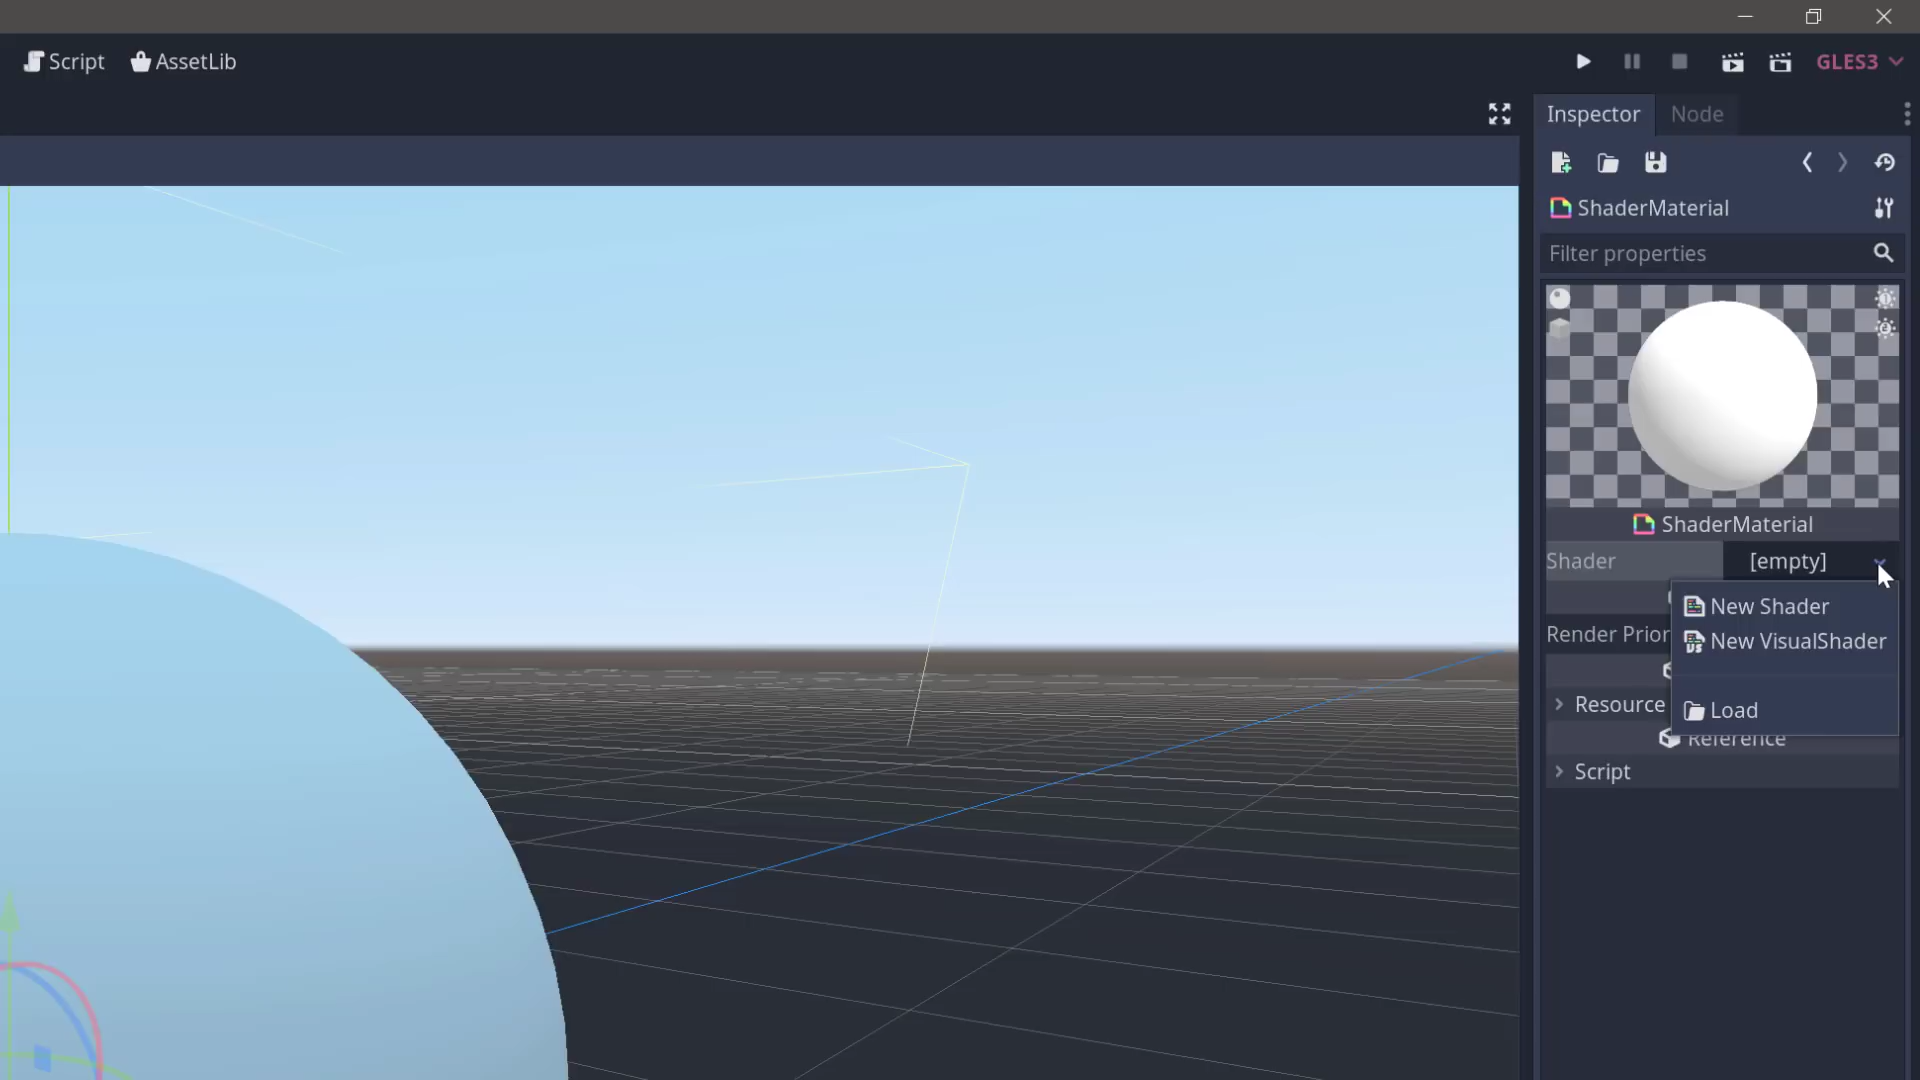 Script AssetLib GLES3
Inspector Node
ShaderMaterial
Filter properties
ShaderMaterial
Shader [empty]
New Shader
Render Prior
New VisualShader
Resource
Load
Reference
Script